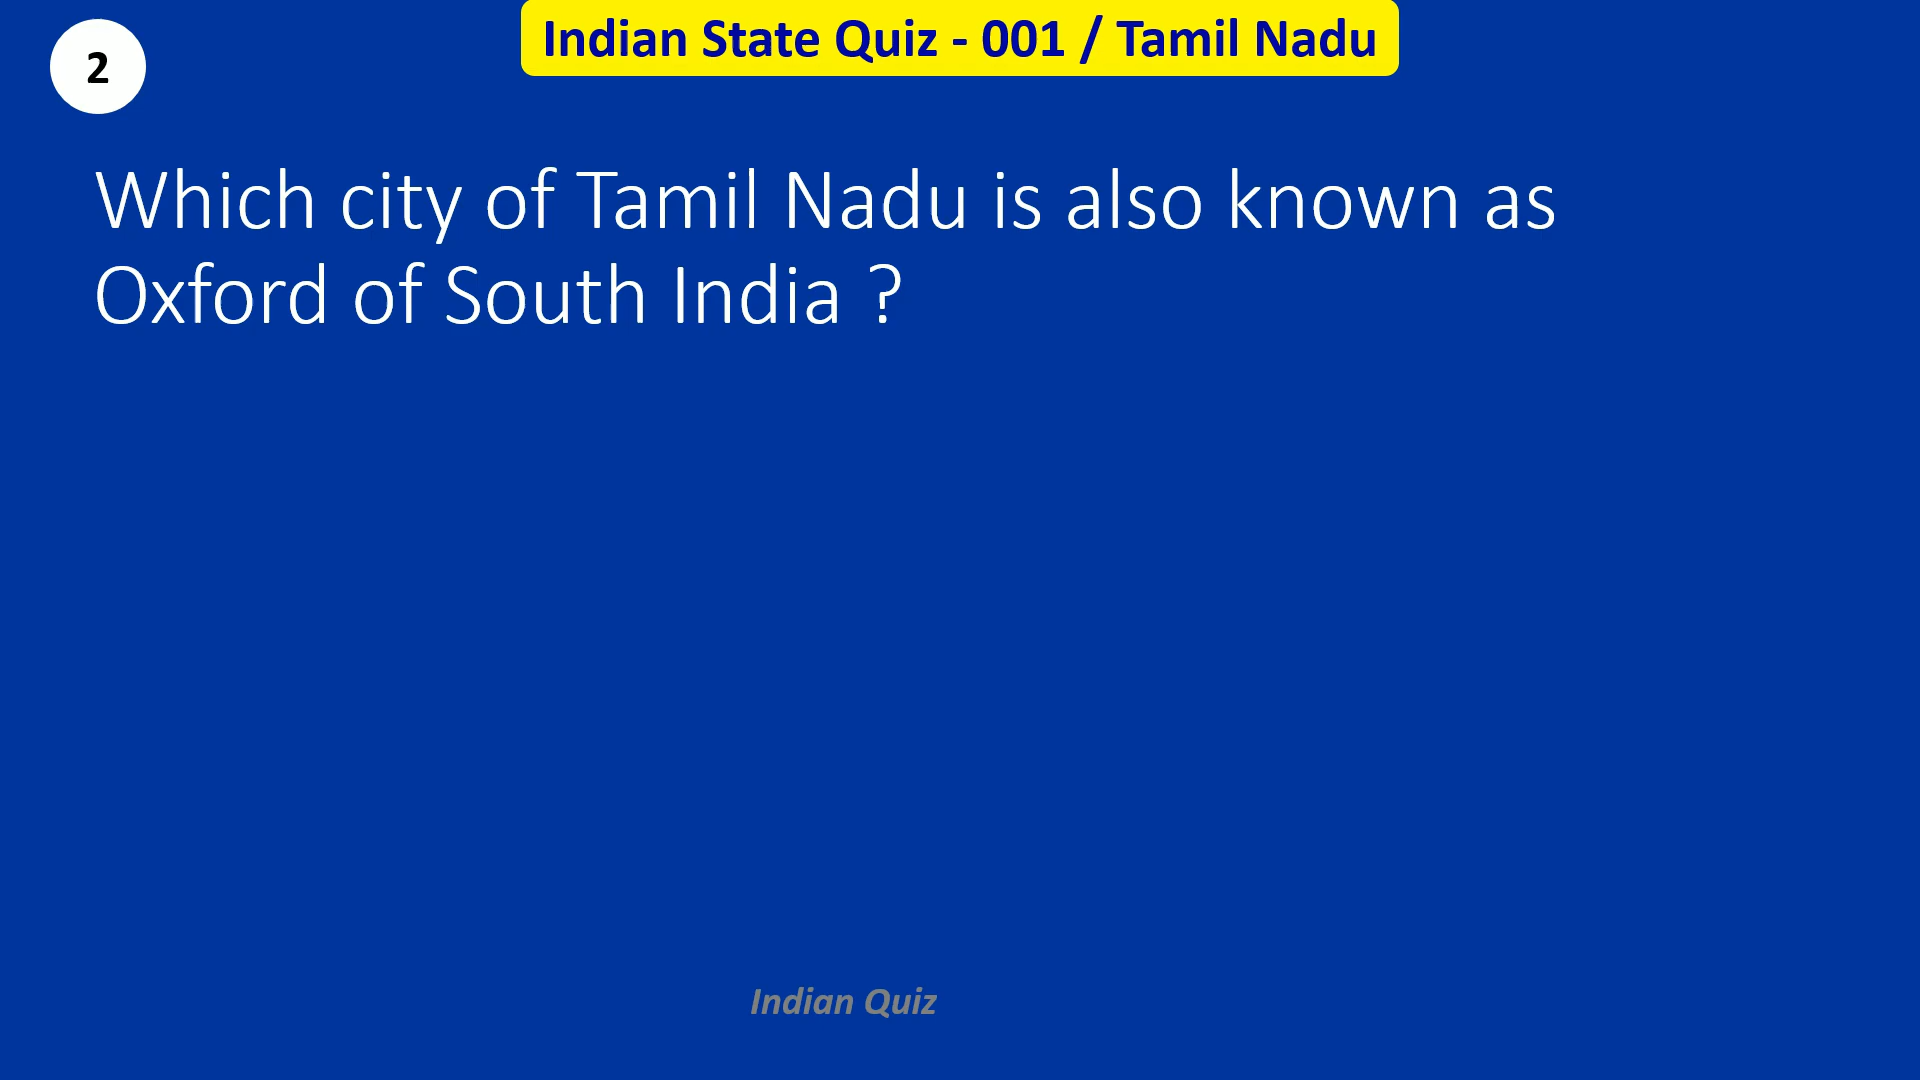 2
Indian State Quiz - 001 / Tamil Nadu
Which city of Tamil Nadu is also known as
Oxford of South India ?
Indian Quiz